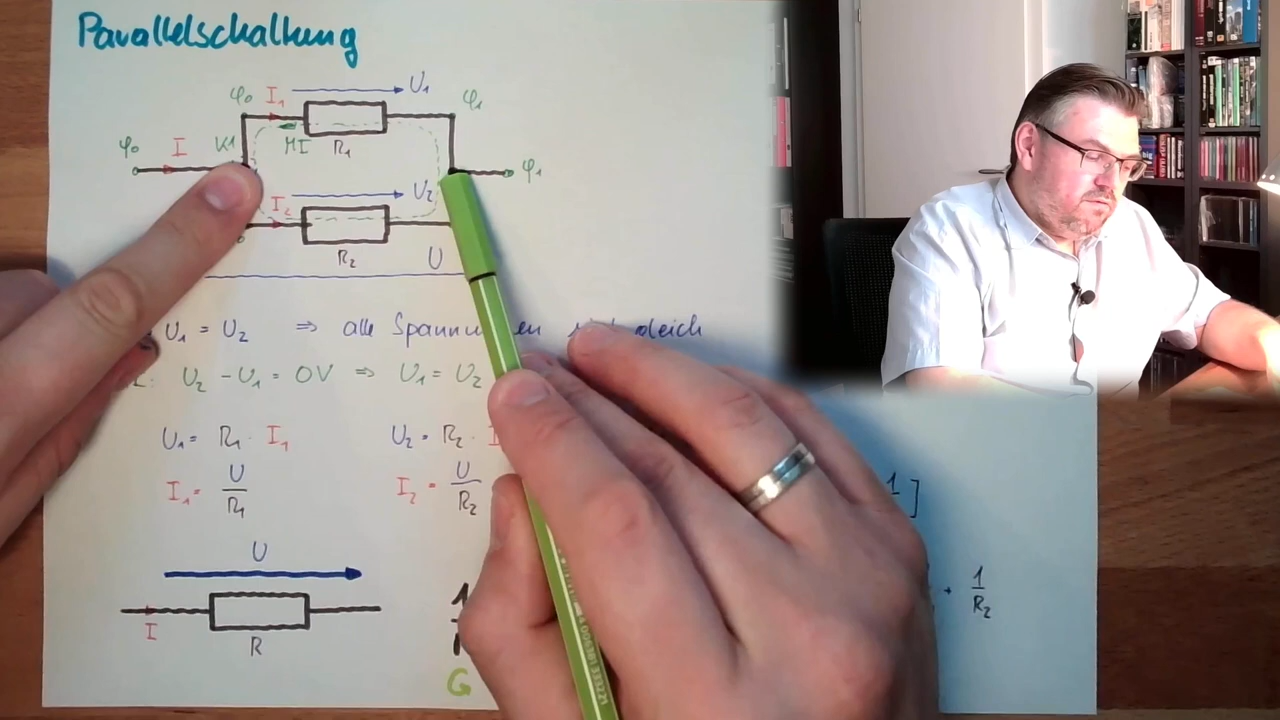 Parallelschaltung
φ0 I1 U1 φ1
φ0 I K1 MI R1 φ1
I2 U2
R2 U
U1 = U2 ⇒ alle gleich
U2 - U1 = 0V ⇒ U1 = U2
U1 = R1 · I1 U2 = R2 ·
I1 = U/R1 I2 = U/R2 1 ]
U
+ 1/R2
I R
G